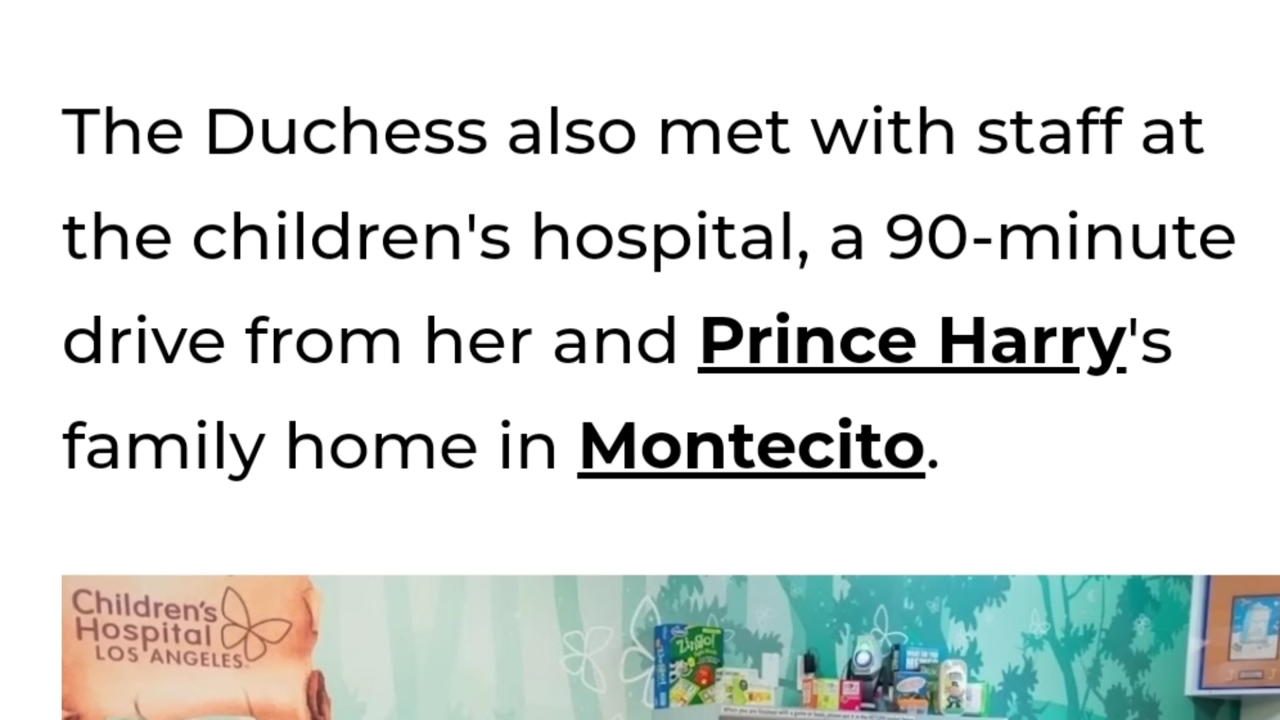 The Duchess also met with staff at
the children's hospital, a 90-minute
drive from her and Prince Harry's
family home in Montecito.
Children's
Hospital
LOS ANGELES
Zingo!